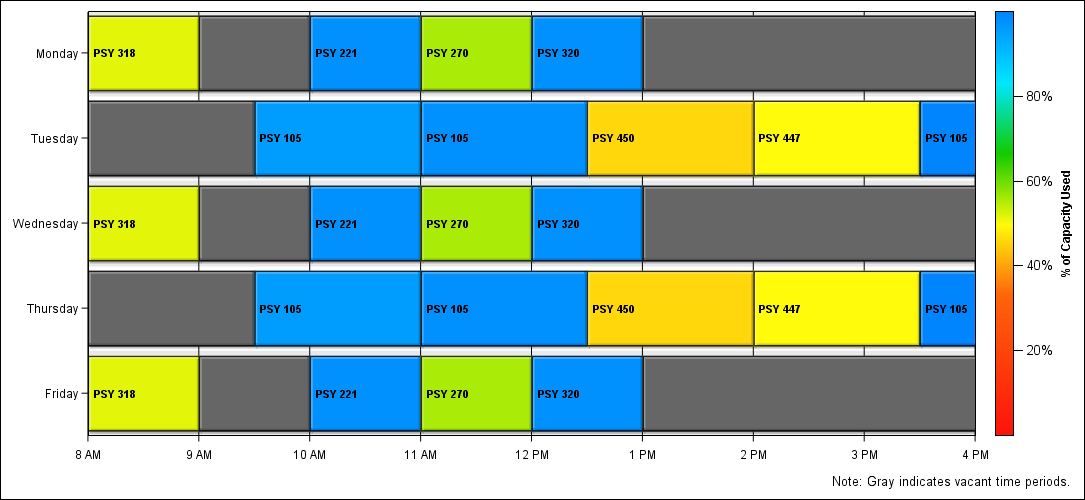 Monday PSY 318 PSY 221 PSY 270 PSY 320
Tuesday PSY 105 PSY 105 PSY 450 PSY 447 PSY 105
Wednesday PSY 318 PSY 221 PSY 270 PSY 320
Thursday PSY 105 PSY 105 PSY 450 PSY 447 PSY 105
Friday PSY 318 PSY 221 PSY 270 PSY 320
8 AM 9 AM 10 AM 11 AM 12 PM 1 PM 2 PM 3 PM 4 PM
80%
60%
40%
20%
% of Capacity Used
Note: Gray indicates vacant time periods.